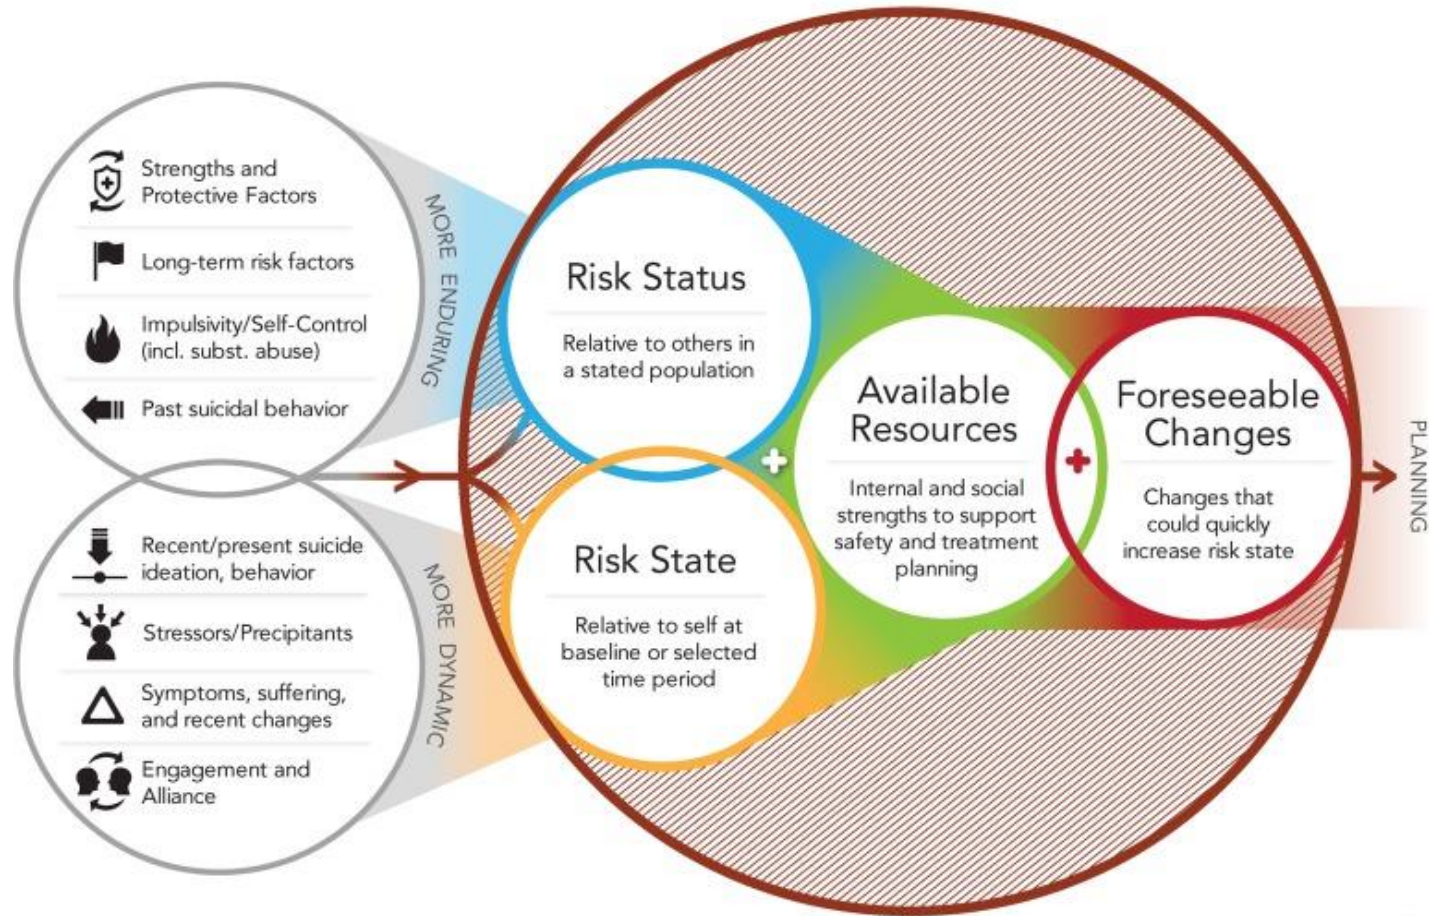 Strengths and
Protective Factors
Long-term risk factors
Impulsivity/Self-Control
(incl. subst. abuse)
Past suicidal behavior
MORE ENDURING
Recent/present suicide
ideation, behavior
Stressors/Precipitants
Symptoms, suffering,
and recent changes
Engagement and
Alliance
MORE DYNAMIC
Risk Status
Relative to others in
a stated population
Risk State
Relative to self at
baseline or selected
time period
Available
Resources
Internal and social
strengths to support
safety and treatment
planning
Foreseeable
Changes
Changes that
could quickly
increase risk state
PLANNING